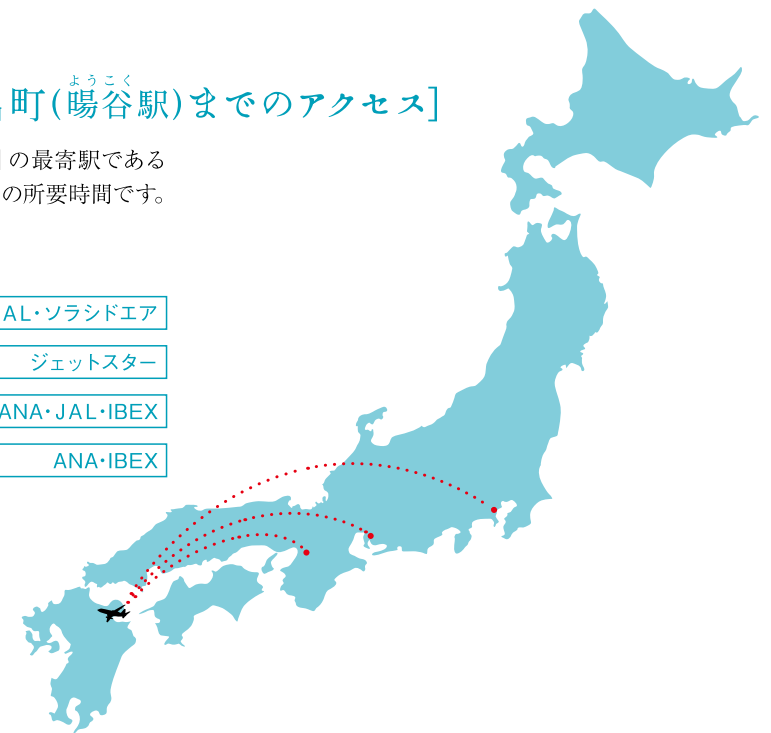 ようこく
町(暘谷駅)までのアクセス]
の最寄駅である
の所要時間です。
AL・ソラシドエア
ジェットスター
ANA・JAL・IBEX
ANA・IBEX